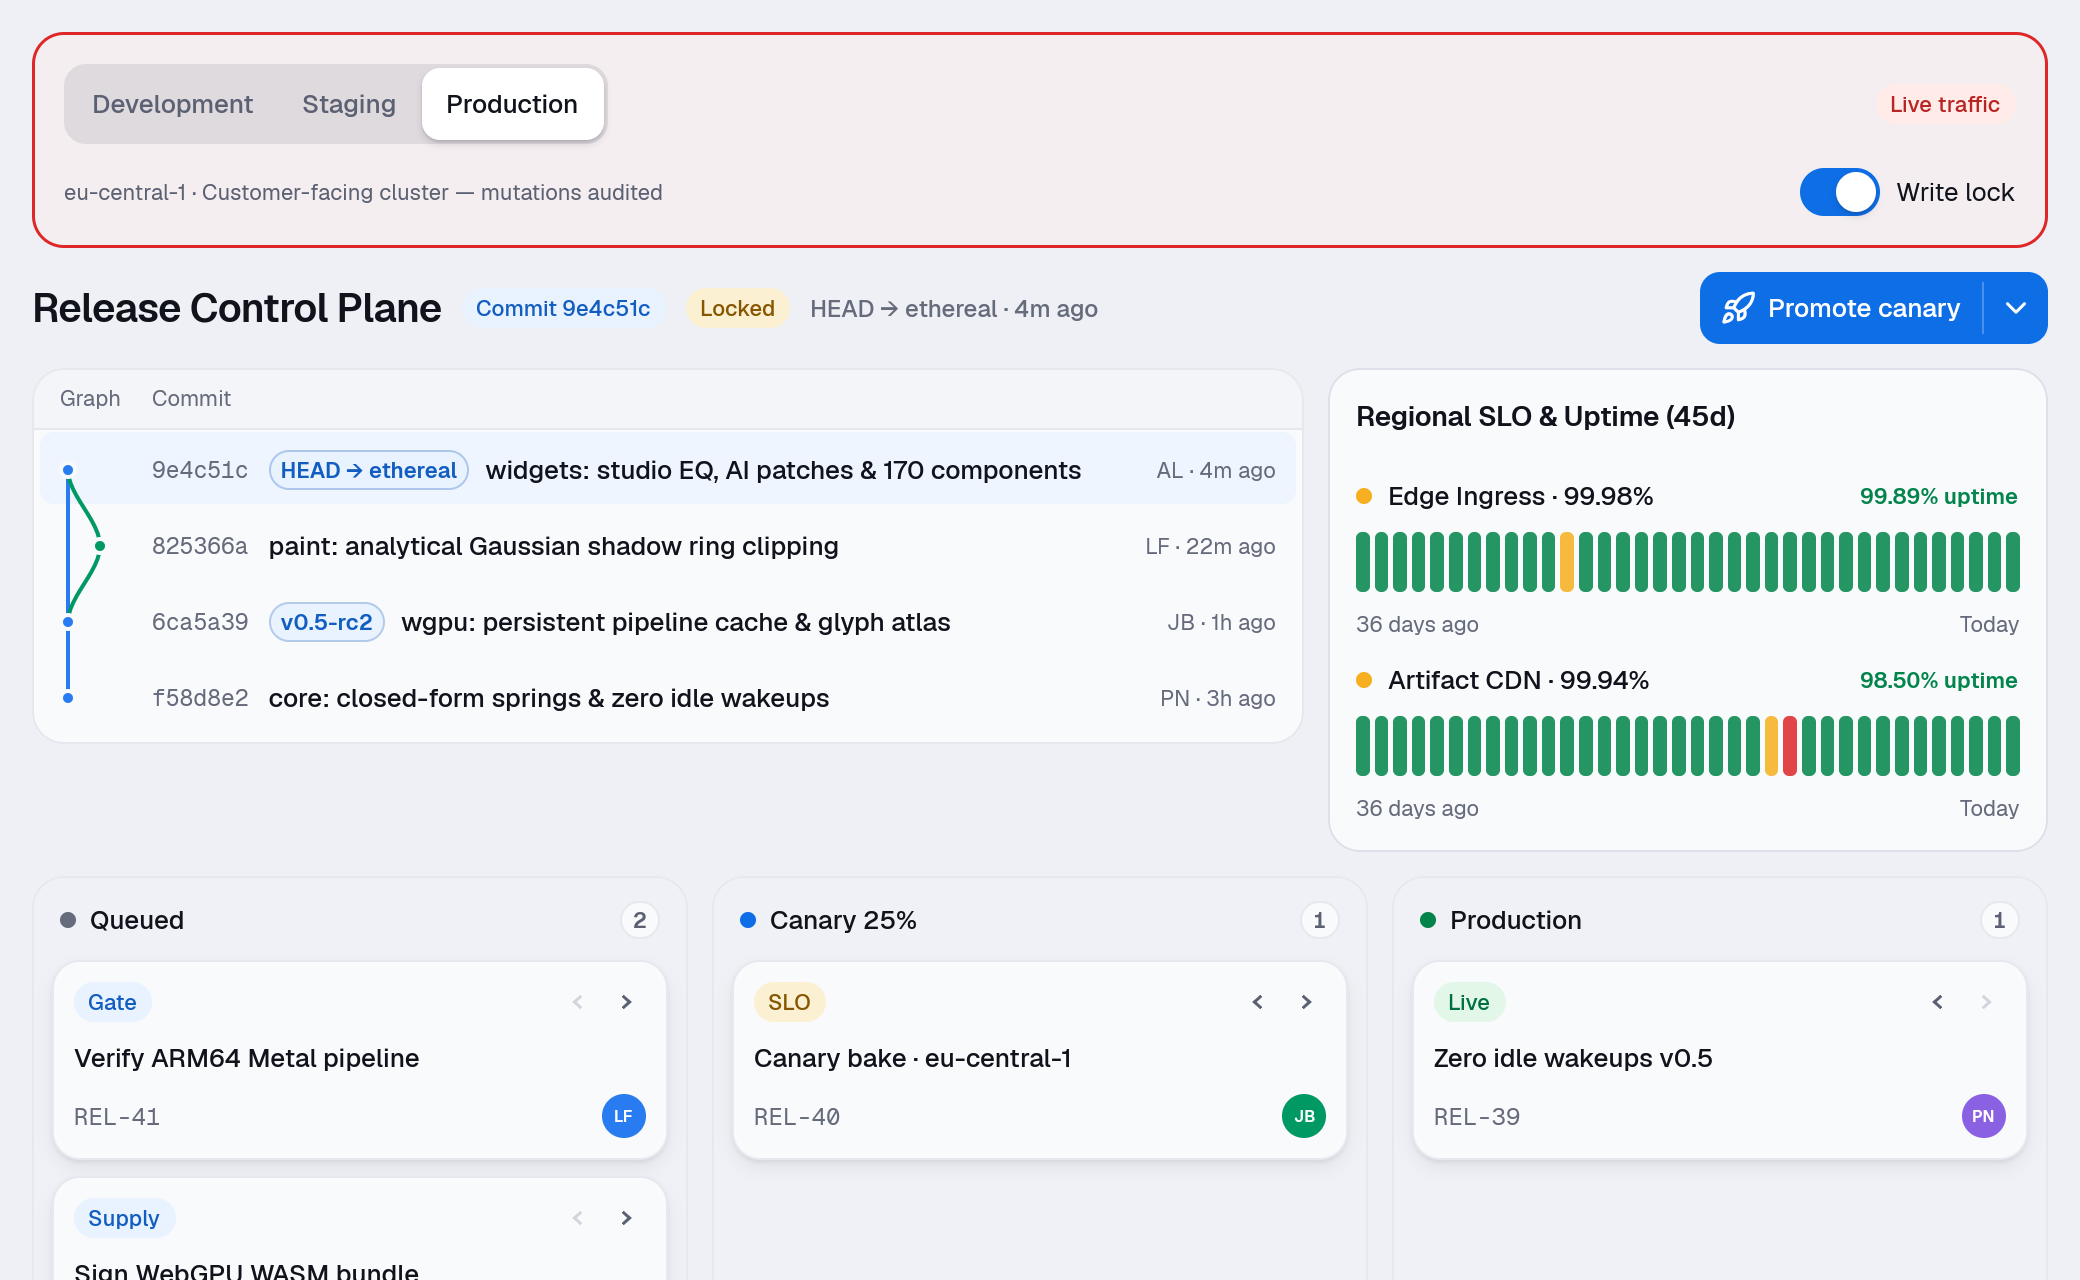 Development Staging Production Live traffic
eu-central-1 · Customer-facing cluster — mutations audited Write lock
Release Control Plane Commit 9e4c51c Locked HEAD → ethereal · 4m ago Promote canary
Graph Commit
9e4c51c HEAD → ethereal widgets: studio EQ, AI patches & 170 components AL · 4m ago
825366a paint: analytical Gaussian shadow ring clipping LF · 22m ago
6ca5a39 v0.5-rc2 wgpu: persistent pipeline cache & glyph atlas JB · 1h ago
f58d8e2 core: closed-form springs & zero idle wakeups PN · 3h ago
Regional SLO & Uptime (45d)
Edge Ingress · 99.98% 99.89% uptime
36 days ago Today
Artifact CDN · 99.94% 98.50% uptime
36 days ago Today
Queued 2
Gate
Verify ARM64 Metal pipeline
REL-41 LF
Supply
Sign WebGPU WASM bundle
Canary 25% 1
SLO
Canary bake · eu-central-1
REL-40 JB
Production 1
Live
Zero idle wakeups v0.5
REL-39 PN